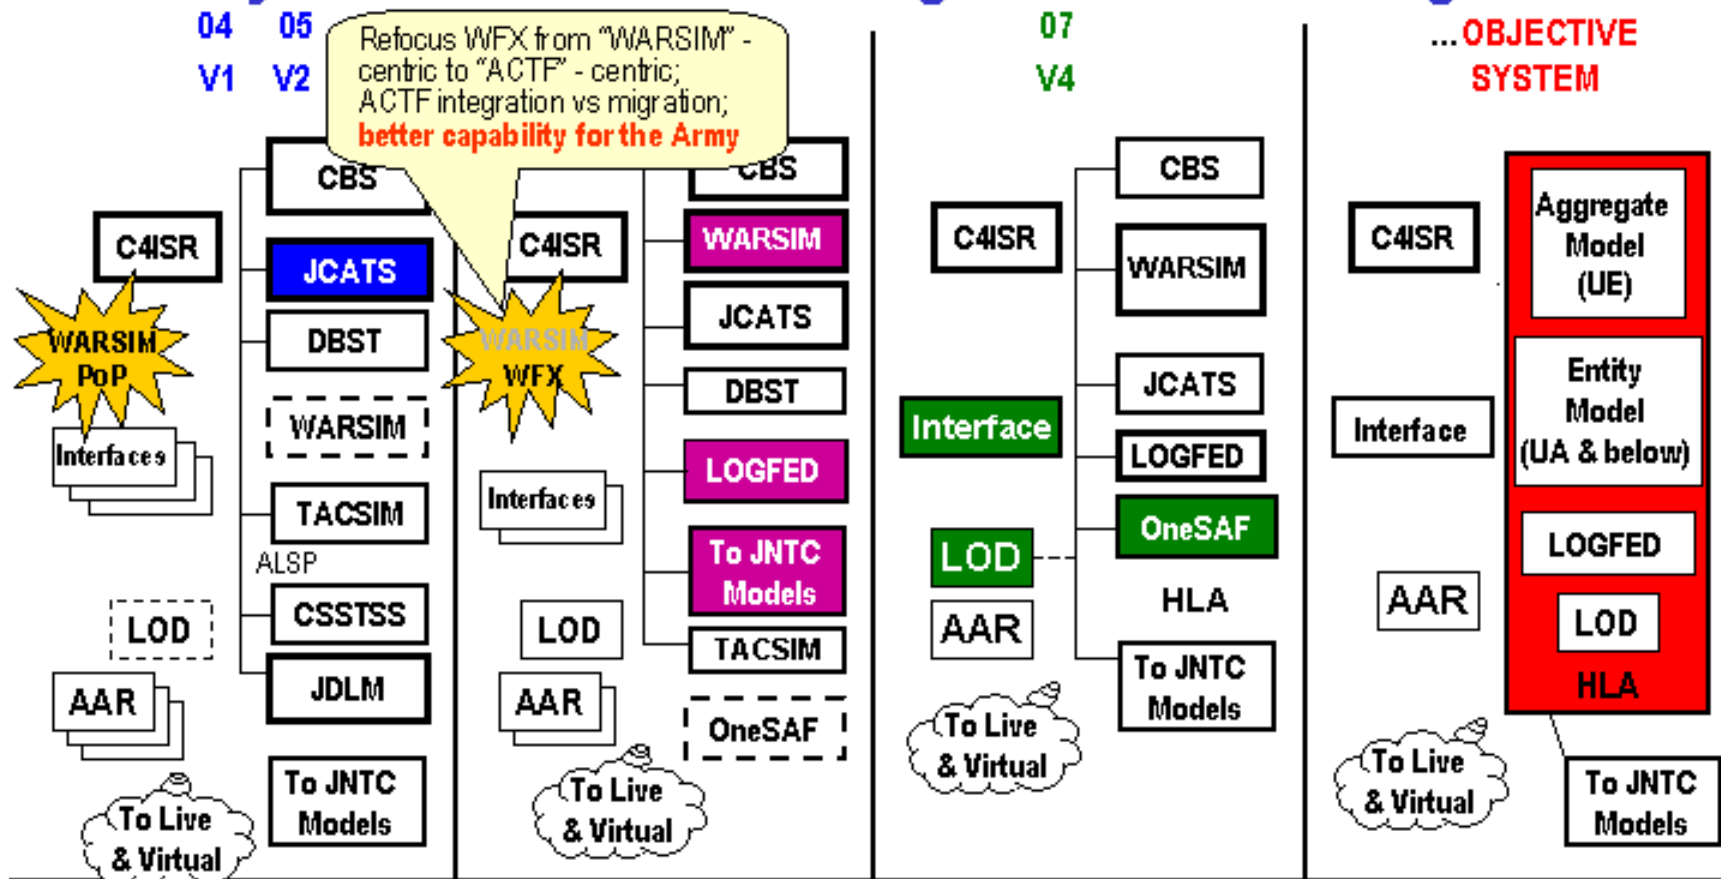 04 05
V1 V2
Refocus WFX from “WARSIM” -
centric to “ACTF” - centric;
ACTF integration vs migration;
better capability for the Army
CBS
C4ISR
JCATS
WARSIM
PoP
DBST
WARSIM
Interfaces
TACSIM
ALSP
LOD
CSSTSS
AAR
JDLM
To JNTC
Models
To Live
& Virtual
CBS
C4ISR
WARSIM
JCATS
WARSIM
WFX
DBST
LOGFED
Interfaces
To JNTC
Models
LOD
TACSIM
AAR
OneSAF
To Live
& Virtual
07
V4
CBS
C4ISR
WARSIM
JCATS
Interface
LOGFED
OneSAF
LOD
HLA
AAR
To JNTC
Models
To Live
& Virtual
...OBJECTIVE
SYSTEM
C4ISR
Aggregate
Model
(UE)
Entity
Model
(UA & below)
Interface
LOGFED
AAR
LOD
HLA
To Live
& Virtual
To JNTC
Models